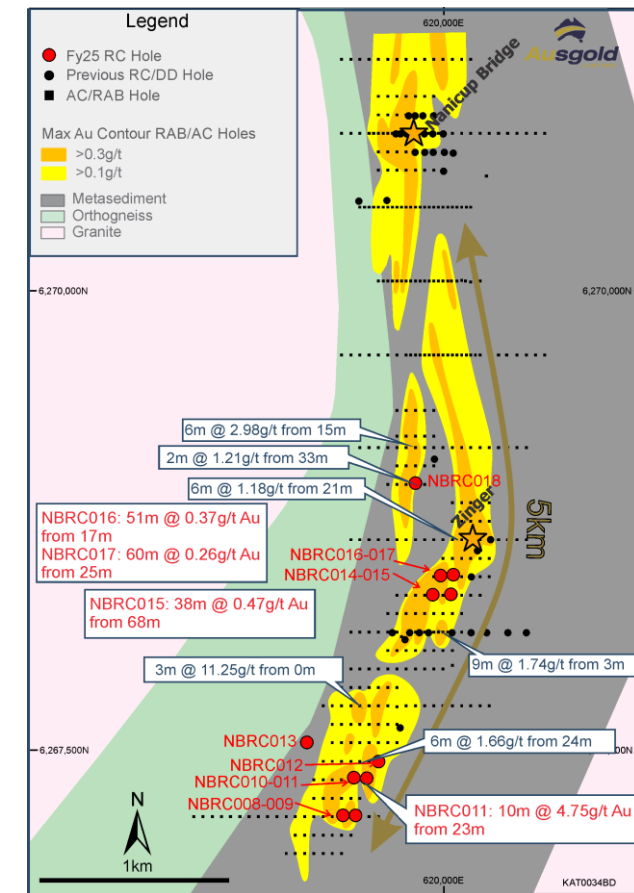 Legend
Fy25 RC Hole
Previous RC/DD Hole
AC/RAB Hole
Max Au Contour RAB/AC Holes
>0.3g/t
>0.1g/t
Metasediment
Orthogneiss
Granite
620,000E
Ausgold
Nanicup Bridge
6,270,000N
6,270,000N
6m @ 2.98g/t from 15m
2m @ 1.21g/t from 33m
NBRC018
6m @ 1.18g/t from 21m
Zinger
5km
NBRC016: 51m @ 0.37g/t Au
from 17m
NBRC017: 60m @ 0.26g/t Au
from 25m
NBRC016-017
NBRC014-015
NBRC015: 38m @ 0.47g/t Au
from 68m
3m @ 11.25g/t from 0m
9m @ 1.74g/t from 3m
NBRC013
6m @ 1.66g/t from 24m
6,267,500N
00N
NBRC012
NBRC010-011
NBRC008-009
NBRC011: 10m @ 4.75g/t Au
from 23m
N
1km
620,000E
KAT0034BD